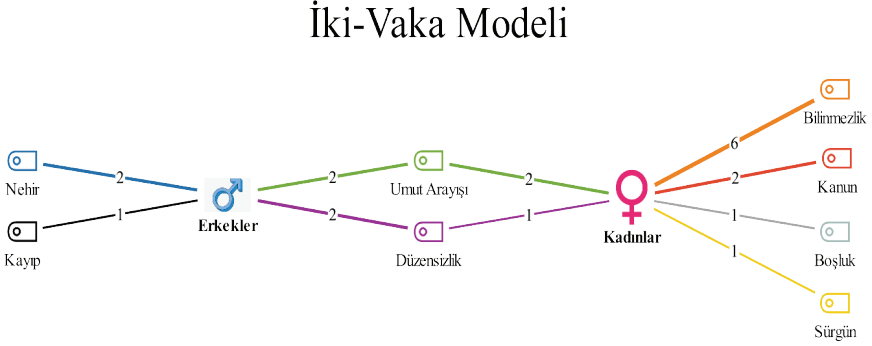 İki-Vaka Modeli
Bilinmezlik
6
Nehir
2
2
Umut Arayışı
2
2
Kanun
Erkekler
Kadınlar
Kayıp
1
2
Düzensizlik
1
1
Boşluk
1
Sürgün